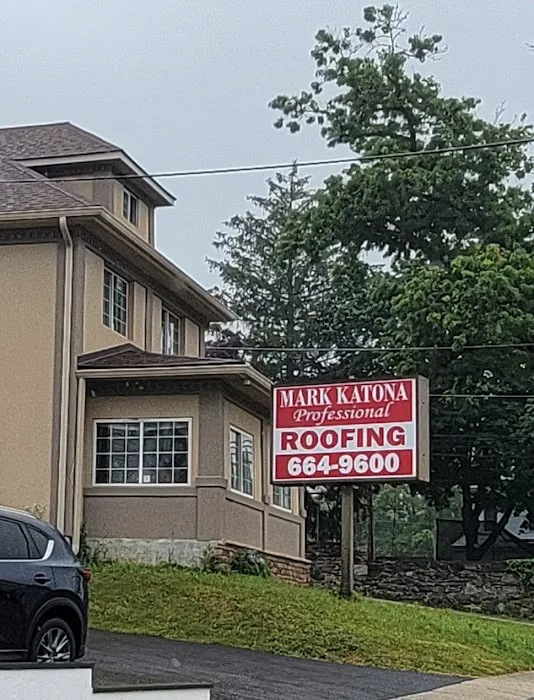 MARK KATONA
Professional
ROOFING
664-9600